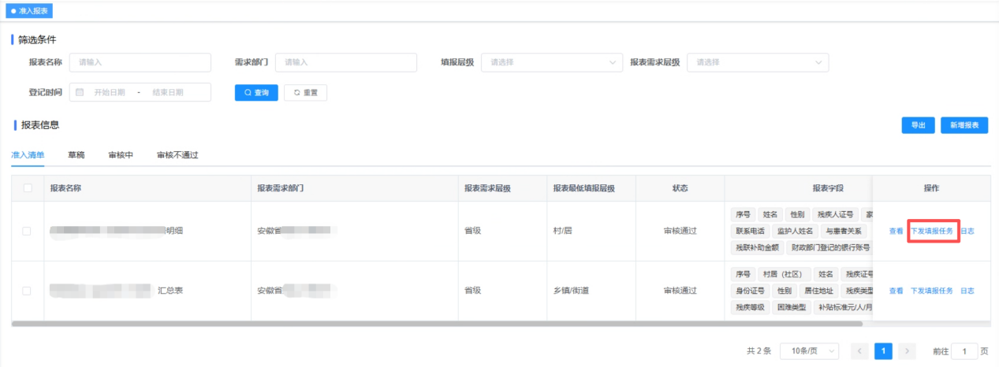 准入报表
筛选条件
报表名称 请输入 需求部门 请输入 填报层级 请选择 报表需求层级 请选择
登记时间 开始日期 - 结束日期 查询 重置
报表信息 导出 新增报表
准入清单 草稿 审核中 审核不通过
报表名称 报表需求部门 报表需求层级 报表最低填报层级 状态 报表字段 操作
序号 姓名 性别 残疾人证号
明细 安徽省 省级 村/居 审核通过 联系电话 监护人姓名 与患者关系 查看 下发填报任务 日志
残联补助金额 财政部门登记的银行账号
序号 村居（社区） 姓名 残疾证号
汇总表 安徽省 省级 乡镇/街道 审核通过 身份证号 性别 居住地址 残疾类型 查看 下发填报任务 日志
残疾等级 困难类型 补贴标准元/人/月
共 2 条 10条/页 1 前往 1 页